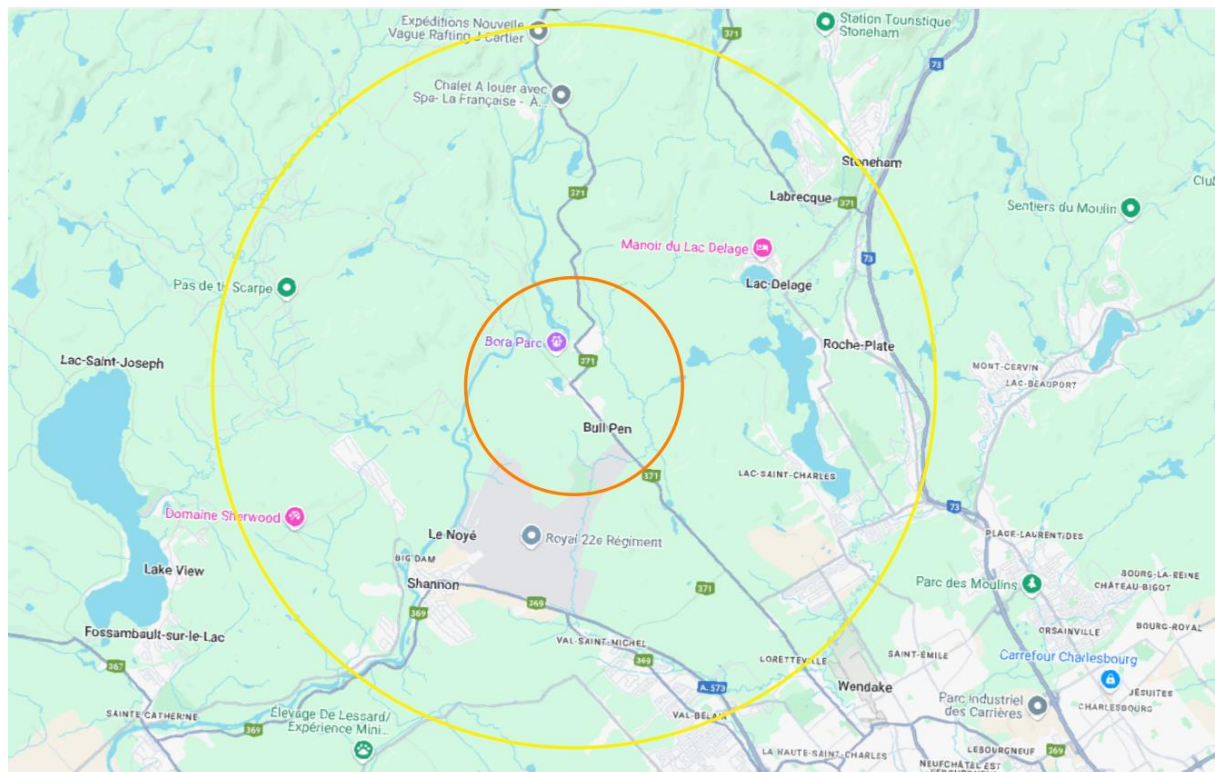 Expéditions Nouvelle
Vague Rafting J-Cartier
Station Touristique
Stoneham
371
73
Chalet A louer avec
Spa- La Française - À...
Stoneham
371
Labrecque
371
Sentiers du Moulin
Club
Manoir du Lac Delage
73
Pas de tir Scarpe
Lac-Delage
Bora Parc
Roche-Plate
371
Lac-Saint-Joseph
MONT-CERVIN
LAC-BEAUPORT
Bull Pen
371
LAC-SAINT-CHARLES
Domaine Sherwood
73
Le Noyé
Royal 22e Régiment
PLAGE-LAURENTIDES
BIG DAM
Lake View
Shannon
BOURG-LA-REINE
CHÂTEAU-BIGOT
Parc des Moulins
371
369
369
ORSAINVILLE
BOURG-ROYAL
Fossambault-sur-le-Lac
VAL-SAINT-MICHEL
369
LORETTEVILLE
SAINT-ÉMILE
Carrefour Charlesbourg
367
A. 573
Wendake
JÉSUITES
Parc industriel
des Carrières
CHARLESBOURG
SAINTE CATHERINE
Élevage De Lessard/
Expérience Mini...
VAL-BÉLAIR
369
LA HAUTE-SAINT-CHARLES
LEBOURGNEUF
369
NEUFCHÂTEL EST